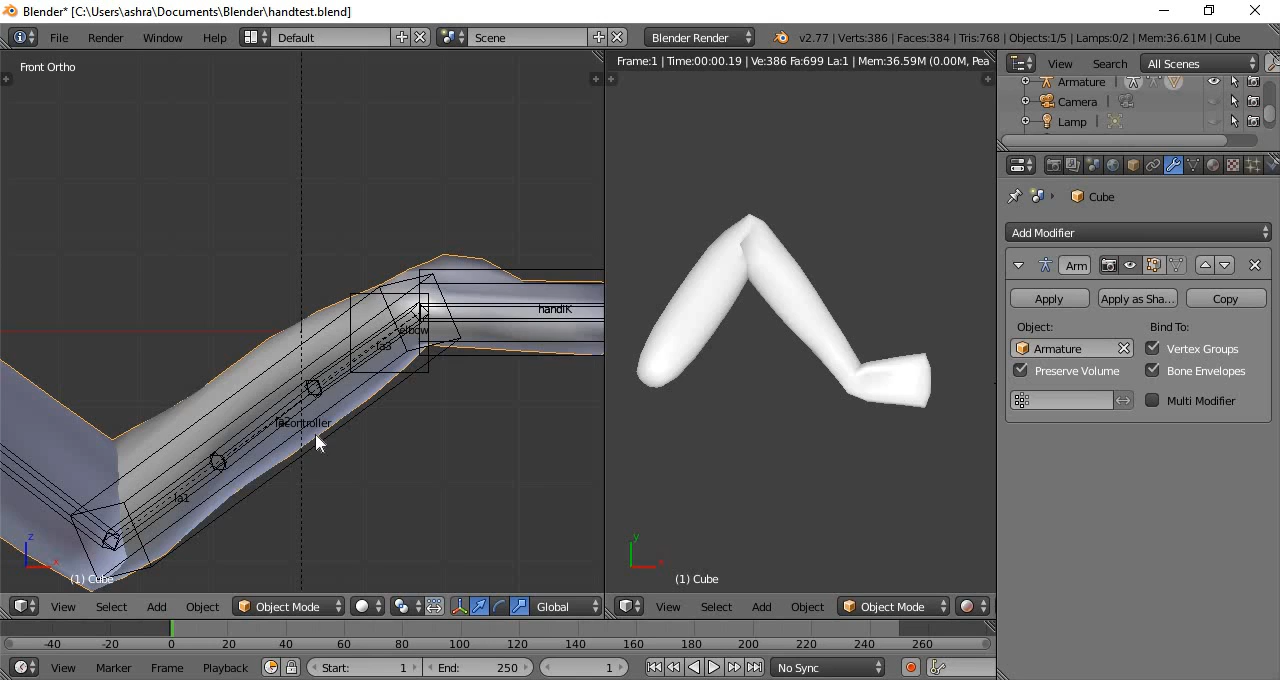 Blender* [C:\Users\ashra\Documents\Blender\handtest.blend]
File Render Window Help Default Scene Blender Render v2.77 | Verts:386 | Faces:384 | Tris:768 | Objects:1/5 | Lamps:0/2 | Mem:36.61M | Cube
Front Ortho
Frame:1 | Time:00:00.19 | Ve:386 Fa:699 La:1 | Mem:36.59M (0.00M, Pea
View Search All Scenes
Armature
Camera
Lamp
Cube
Add Modifier
Arm
Apply Apply as Sha... Copy
Object: Bind To:
Armature Vertex Groups
Preserve Volume Bone Envelopes
Multi Modifier
handIK
elbow
fa3
controller
fa1
z
x
y
x
(1) Cube
(1) Cube
View Select Add Object Object Mode Global
View Select Add Object Object Mode
-40 -20 0 20 40 60 80 100 120 140 160 180 200 220 240 260 280
View Marker Frame Playback Start: 1 End: 250 1 No Sync